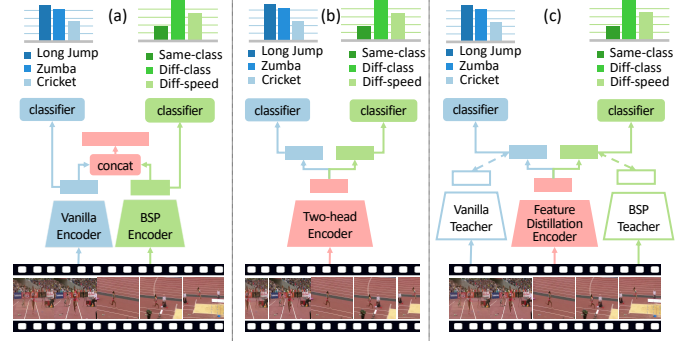 (a)
Long Jump
Zumba
Cricket
Same-class
Diff-class
Diff-speed
classifier
classifier
concat
Vanilla
Encoder
BSP
Encoder
(b)
Long Jump
Zumba
Cricket
Same-class
Diff-class
Diff-speed
classifier
classifier
Two-head
Encoder
(c)
Long Jump
Zumba
Cricket
Same-class
Diff-class
Diff-speed
classifier
classifier
Vanilla
Teacher
Feature
Distillation
Encoder
BSP
Teacher